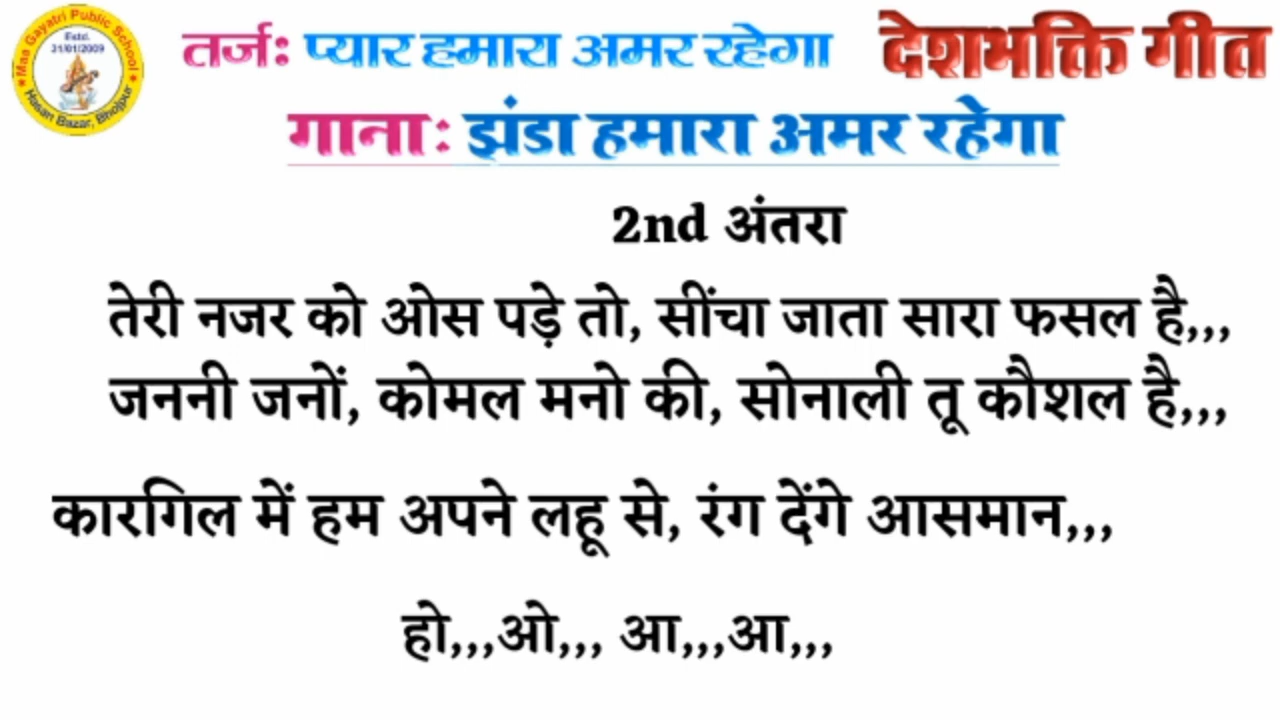 Maa Gayatri Public School
Estd.
31/01/2009
Hasan Bazar, Bhojpur
तर्जः प्यार हमारा अमर रहेगा
देशभक्ति गीत
गानाः झंडा हमारा अमर रहेगा
2nd अंतरा
तेरी नजर को ओस पड़े तो, सींचा जाता सारा फसल है,,,
जननी जनों, कोमल मनो की, सोनाली तू कौशल है,,,
कारगिल में हम अपने लहू से, रंग देंगे आसमान,,,
हो,,,ओ,,, आ,,,आ,,,